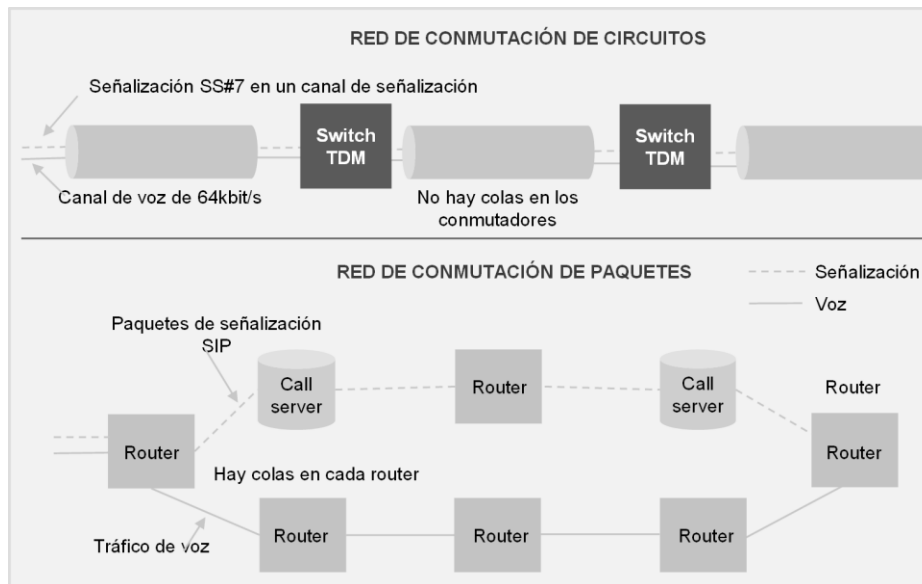 RED DE CONMUTACIÓN DE CIRCUITOS
Señalización SS#7 en un canal de señalización
Switch
TDM
Switch
TDM
Canal de voz de 64kbit/s
No hay colas en los
conmutadores
RED DE CONMUTACIÓN DE PAQUETES
Señalización
Voz
Paquetes de señalización
SIP
Call
server
Router
Call
server
Router
Router
Router
Hay colas en cada router
Tráfico de voz
Router
Router
Router